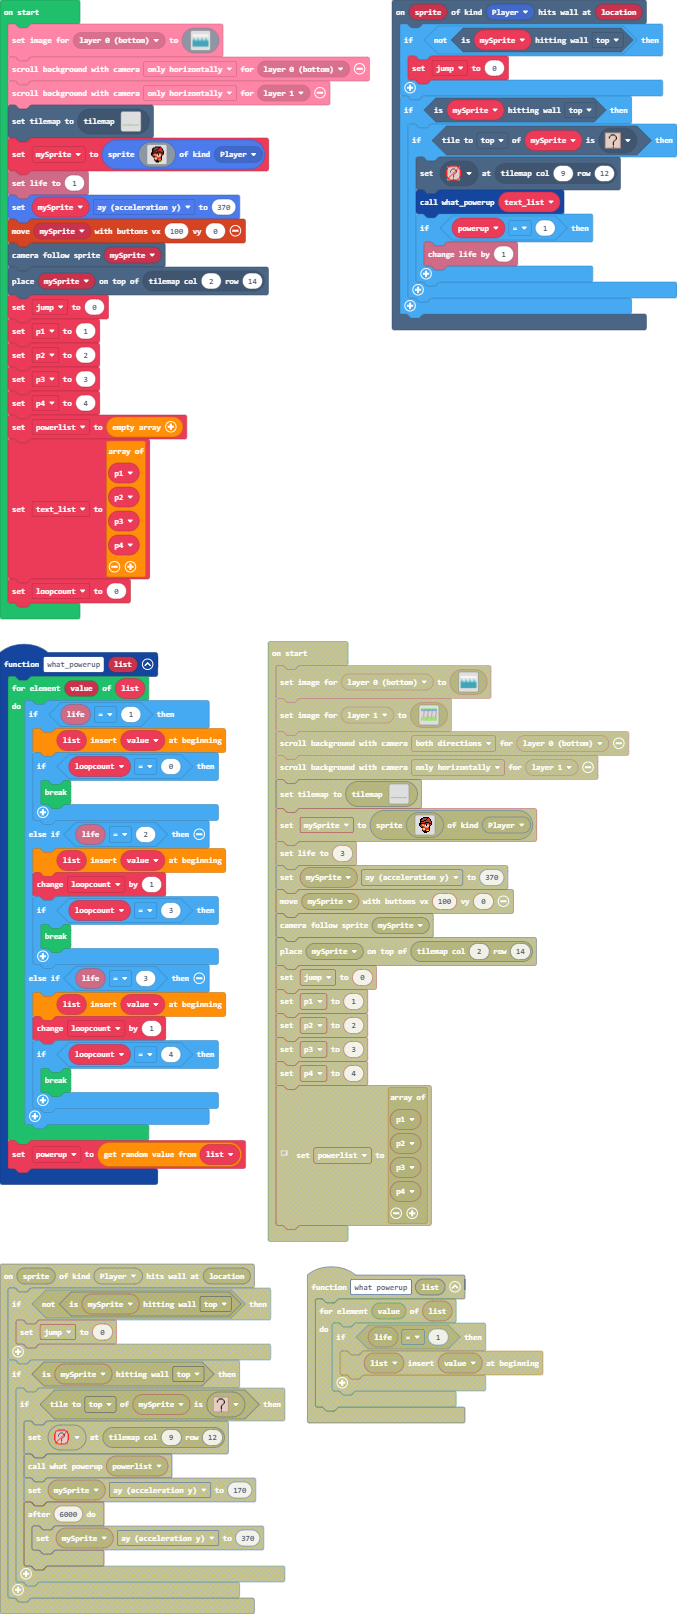 on start
set image for layer 0 (bottom) to
scroll background with camera only horizontally for layer 0 (bottom)
scroll background with camera only horizontally for layer 1
set tilemap to tilemap
set mySprite to sprite of kind Player
set life to 1
set mySprite ay (acceleration y) to 370
move mySprite with buttons vx 100 vy 0
camera follow sprite mySprite
place mySprite on top of tilemap col 2 row 14
set jump to 0
set p1 to 1
set p2 to 2
set p3 to 3
set p4 to 4
set powerlist to empty array
array of
p1
p2
set text_list to
p3
p4
set loopcount to 0
on sprite of kind Player hits wall at location
if not is mySprite hitting wall top then
set jump to 0
if is mySprite hitting wall top then
if tile to top of mySprite is ? then
set ? at tilemap col 9 row 12
call what_powerup text_list
if powerup = 1 then
change life by 1
function what_powerup list
for element value of list
do
if life = 1 then
list insert value at beginning
if loopcount = 0 then
break
else if life = 2 then
list insert value at beginning
change loopcount by 1
if loopcount = 3 then
break
else if life = 3 then
list insert value at beginning
change loopcount by 1
if loopcount = 4 then
break
set powerup to get random value from list
on start
set image for layer 0 (bottom) to
set image for layer 1 to
scroll background with camera both directions for layer 0 (bottom)
scroll background with camera only horizontally for layer 1
set tilemap to tilemap
set mySprite to sprite of kind Player
set life to 3
set mySprite ay (acceleration y) to 370
move mySprite with buttons vx 100 vy 0
camera follow sprite mySprite
place mySprite on top of tilemap col 2 row 14
set jump to 0
set p1 to 1
set p2 to 2
set p3 to 3
set p4 to 4
array of
p1
p2
set powerlist to
p3
p4
on sprite of kind Player hits wall at location
if not is mySprite hitting wall top then
set jump to 0
if is mySprite hitting wall top then
if tile to top of mySprite is ? then
set ? at tilemap col 9 row 12
call what powerup powerlist
set mySprite ay (acceleration y) to 170
after 6000 do
set mySprite ay (acceleration y) to 370
function what powerup list
for element value of list
do
if life = 1 then
list insert value at beginning